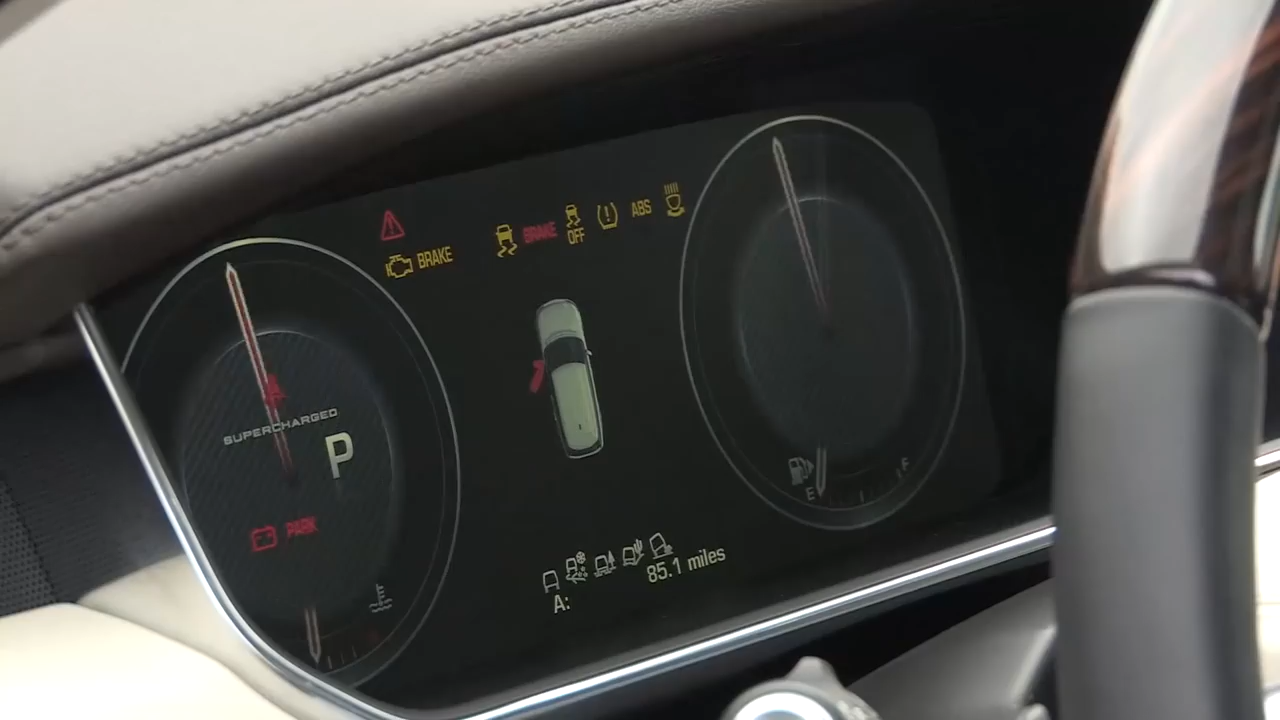 BRAKE
BRAKE
OFF
ABS
SUPERCHARGED
P
PARK
E
F
A:
85.1 miles